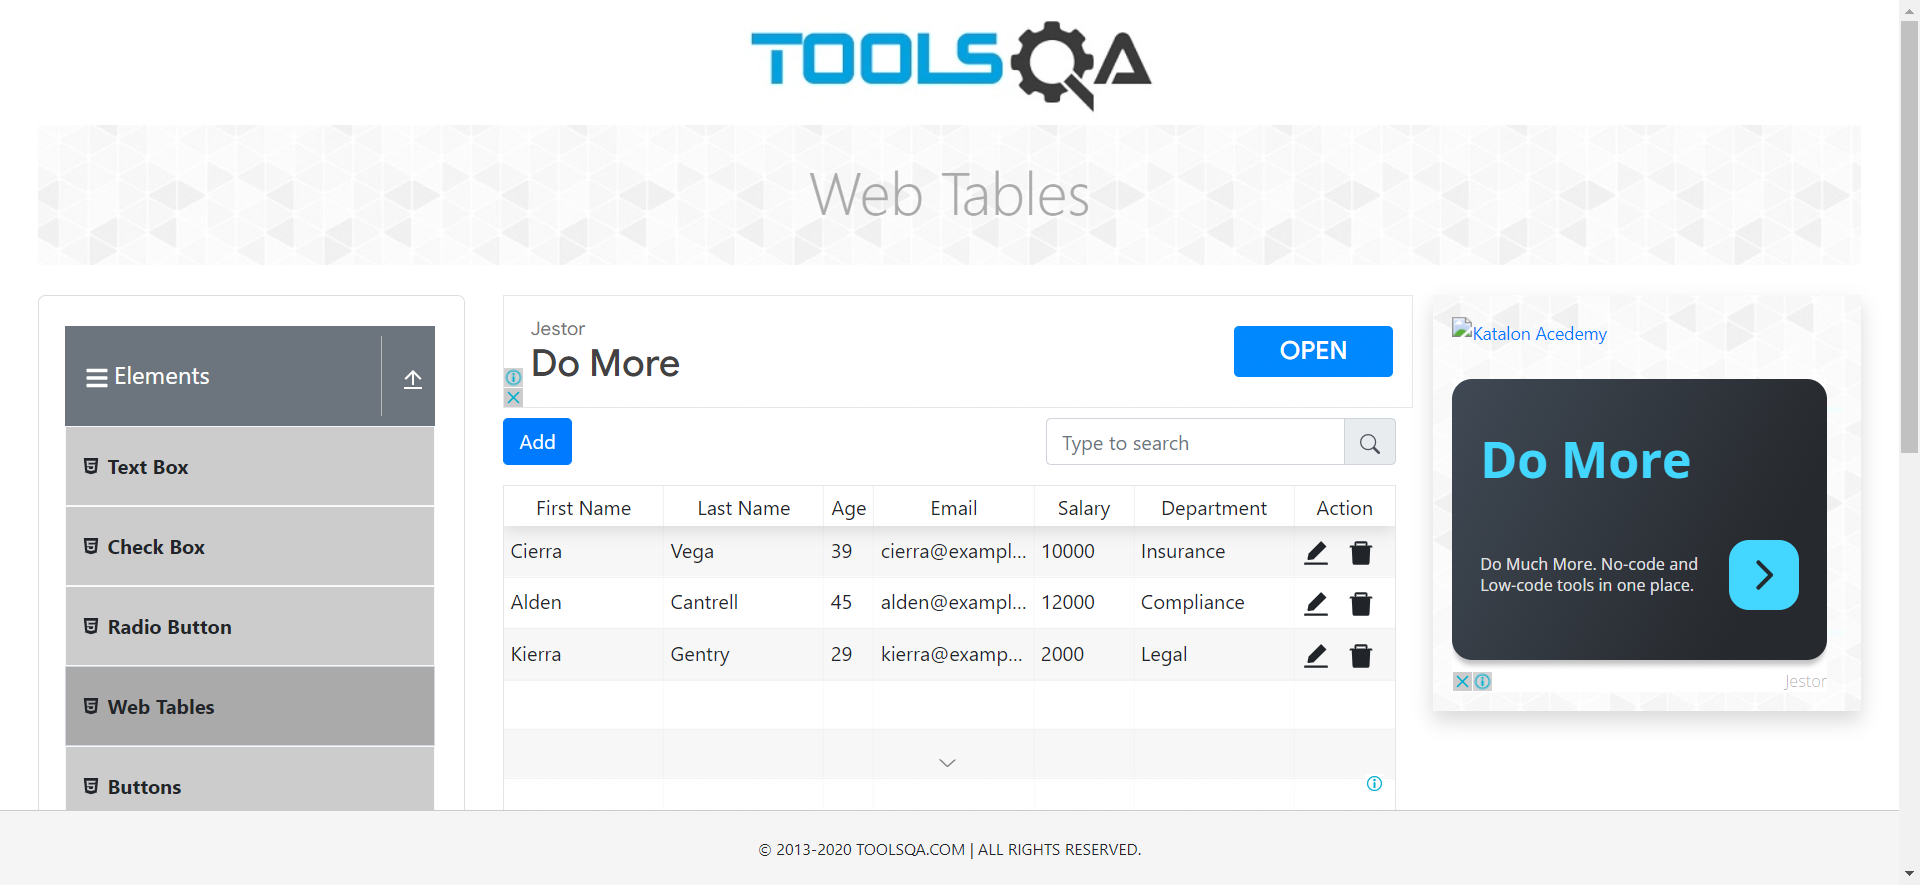 TOOLSQA
Web Tables
Elements
Text Box
Check Box
Radio Button
Web Tables
Buttons
Jestor
Do More
OPEN
Add
Type to search
First Name Last Name Age Email Salary Department Action
Cierra Vega 39 cierra@exampl... 10000 Insurance
Alden Cantrell 45 alden@exampl... 12000 Compliance
Kierra Gentry 29 kierra@examp... 2000 Legal
Katalon Acedemy
Do More
Do Much More. No-code and
Low-code tools in one place.
Jestor
© 2013-2020 TOOLSQA.COM | ALL RIGHTS RESERVED.